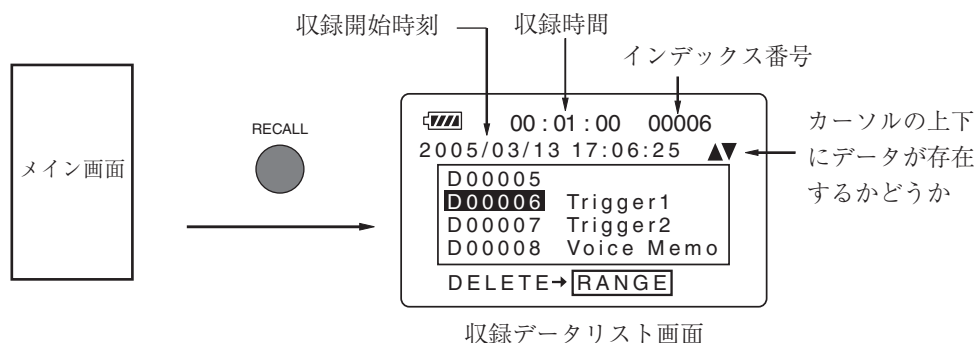 収録開始時刻
収録時間
インデックス番号
メイン画面
RECALL
00:01:00 00006
2005/03/13 17:06:25 ▲▼
D00005
D00006 Trigger1
D00007 Trigger2
D00008 Voice Memo
DELETE→RANGE
カーソルの上下
にデータが存在
するかどうか
収録データリスト画面